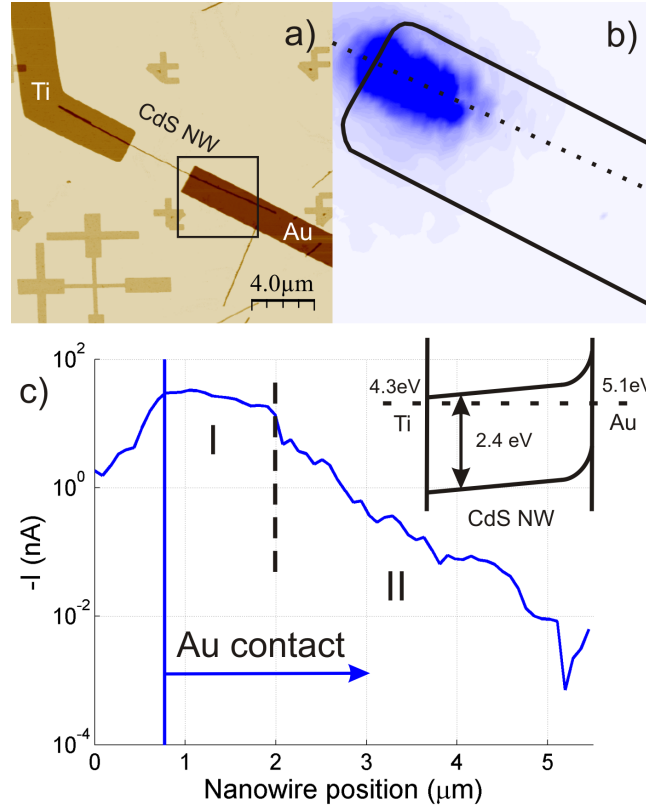 a)
Ti
CdS NW
Au
4.0μm
b)
c)
10²
10⁰
10⁻²
10⁻⁴
-I (nA)
I
II
Au contact
0
1
2
3
4
5
Nanowire position (μm)
4.3eV
5.1eV
Ti
Au
2.4 eV
CdS NW